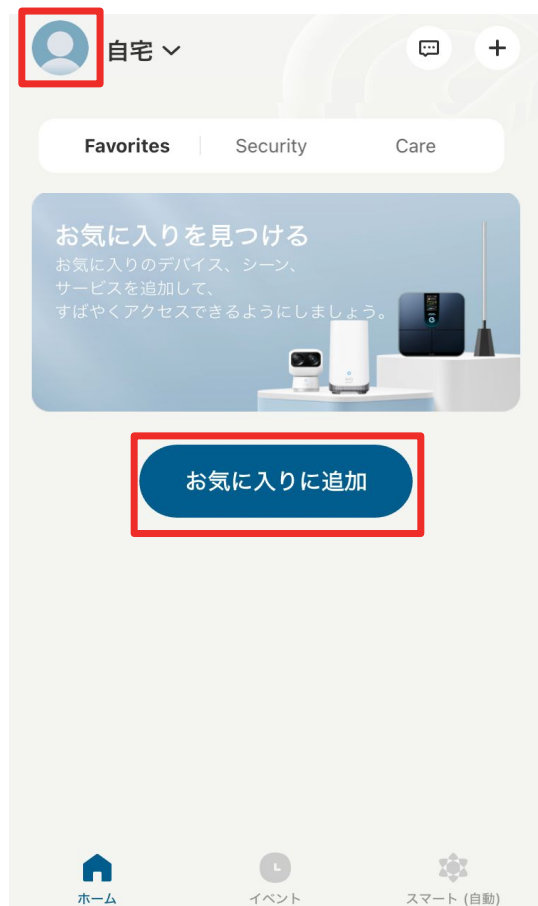 自宅
Favorites
Security
Care
お気に入りを見つける
お気に入りのデバイス、シーン、
サービスを追加して、
すばやくアクセスできるようにしましょう。
お気に入りに追加
ホーム
イベント
スマート (自動)